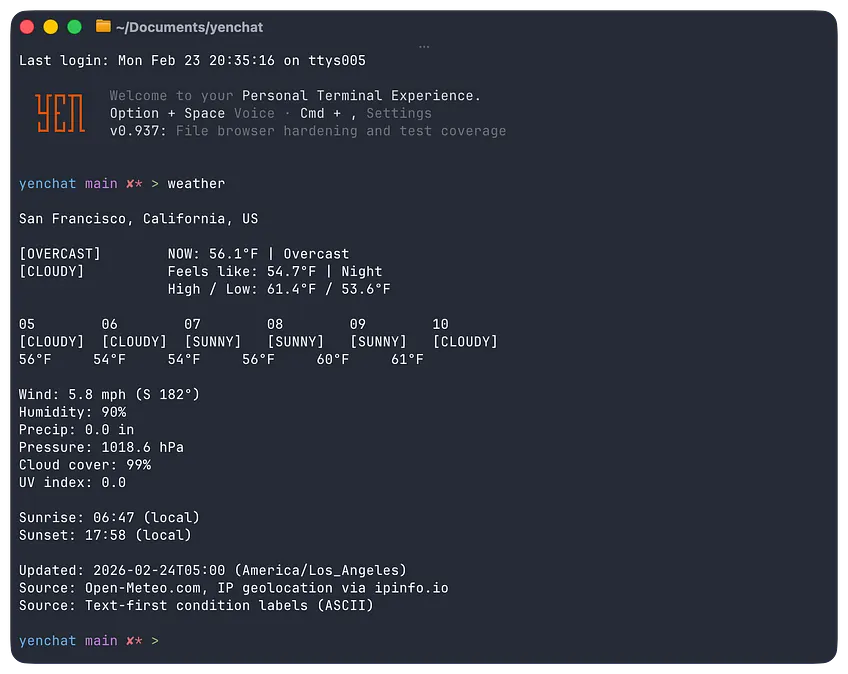 ~/Documents/yenchat
...
Last login: Mon Feb 23 20:35:16 on ttys005
YEN
Welcome to your Personal Terminal Experience.
Option + Space Voice · Cmd + , Settings
v0.937: File browser hardening and test coverage
yenchat main ✘* > weather
San Francisco, California, US
[OVERCAST]        NOW: 56.1°F | Overcast
[CLOUDY]          Feels like: 54.7°F | Night
                  High / Low: 61.4°F / 53.6°F
05        06        07        08        09        10
[CLOUDY]  [CLOUDY]  [SUNNY]   [SUNNY]   [SUNNY]   [CLOUDY]
56°F     54°F     54°F     56°F     60°F     61°F
Wind: 5.8 mph (S 182°)
Humidity: 90%
Precip: 0.0 in
Pressure: 1018.6 hPa
Cloud cover: 99%
UV index: 0.0
Sunrise: 06:47 (local)
Sunset: 17:58 (local)
Updated: 2026-02-24T05:00 (America/Los_Angeles)
Source: Open-Meteo.com, IP geolocation via ipinfo.io
Source: Text-first condition labels (ASCII)
yenchat main ✘* >